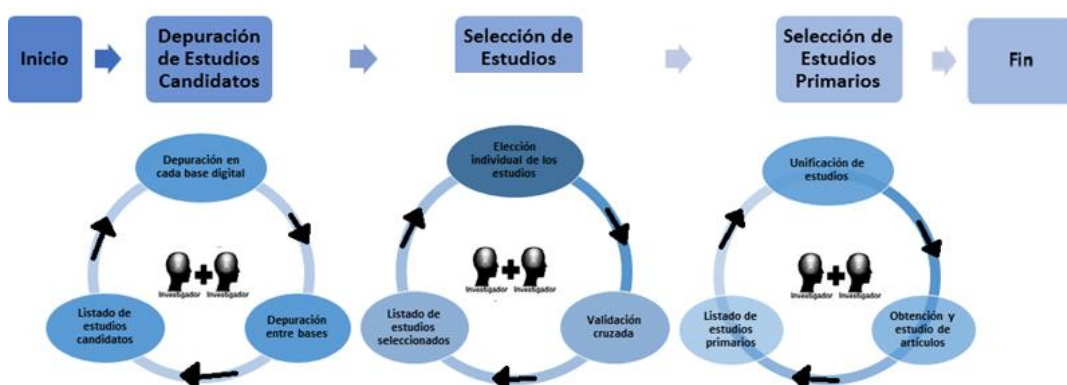 Inicio
Depuración
de Estudios
Candidatos
Selección de
Estudios
Selección de
Estudios
Primarios
Fin
Depuración en
cada base digital
Listado de
estudios
candidatos
Depuración
entre bases
Investigador
Investigador
Elección
individual de los
estudios
Listado de
estudios
seleccionados
Validación
cruzada
Investigador
Investigador
Unificación de
estudios
Listado de
estudios
primarios
Obtención y
estudio de
artículos
Investigador
Investigador